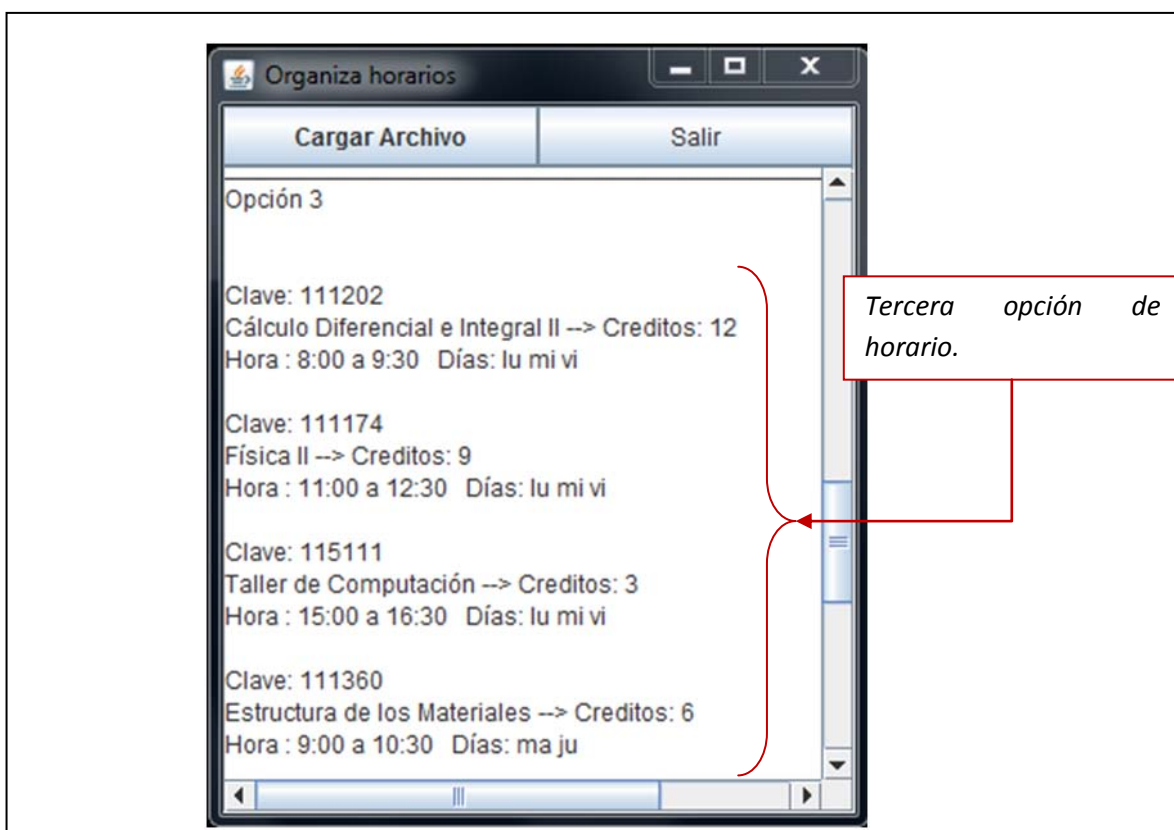 Organiza horarios
Cargar Archivo
Salir
Opción 3
Clave: 111202
Cálculo Diferencial e Integral II --> Creditos: 12
Hora : 8:00 a 9:30 Días: lu mi vi
Clave: 111174
Física II --> Creditos: 9
Hora : 11:00 a 12:30 Días: lu mi vi
Clave: 115111
Taller de Computación --> Creditos: 3
Hora : 15:00 a 16:30 Días: lu mi vi
Clave: 111360
Estructura de los Materiales --> Creditos: 6
Hora : 9:00 a 10:30 Días: ma ju
Tercera opción de
horario.